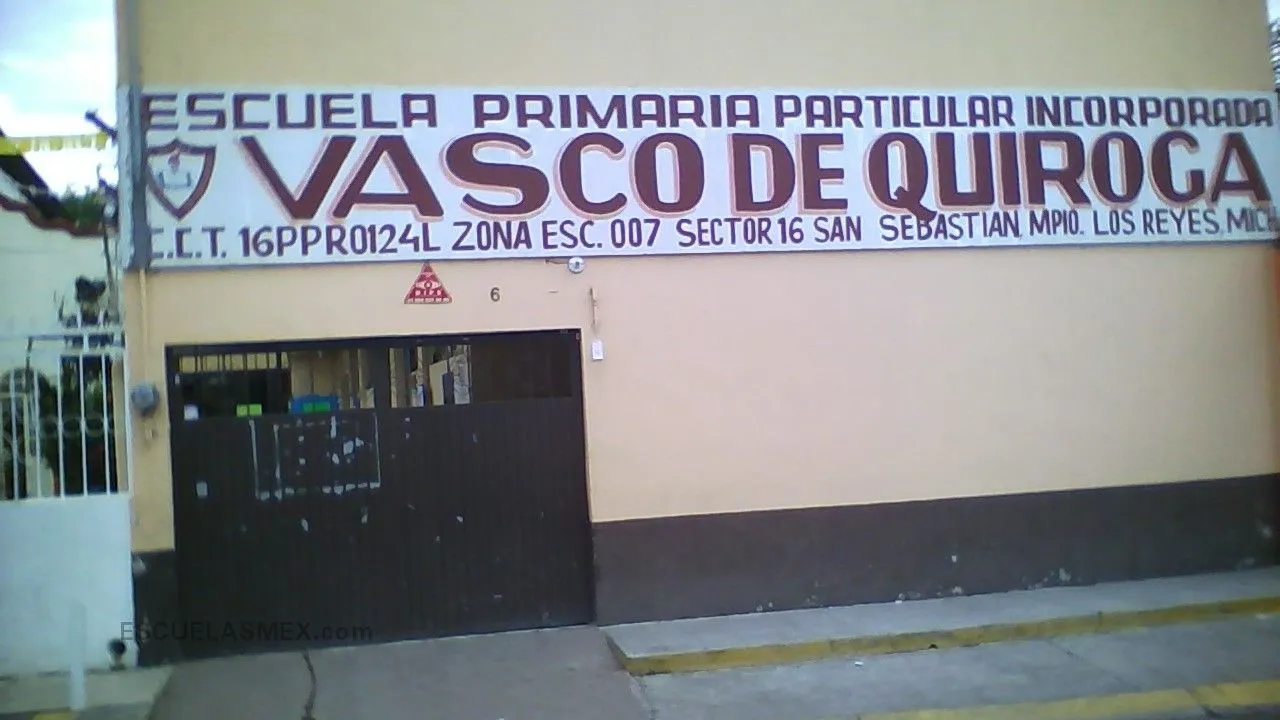 ESCUELA PRIMARIA PARTICULAR INCORPORADA
VASCO DE QUIROGA
C.C.T. 16PPR0124L ZONA ESC. 007 SECTOR 16 SAN SEBASTIAN, MPIO. LOS REYES, MICH
6
ESCUELASMEX.com